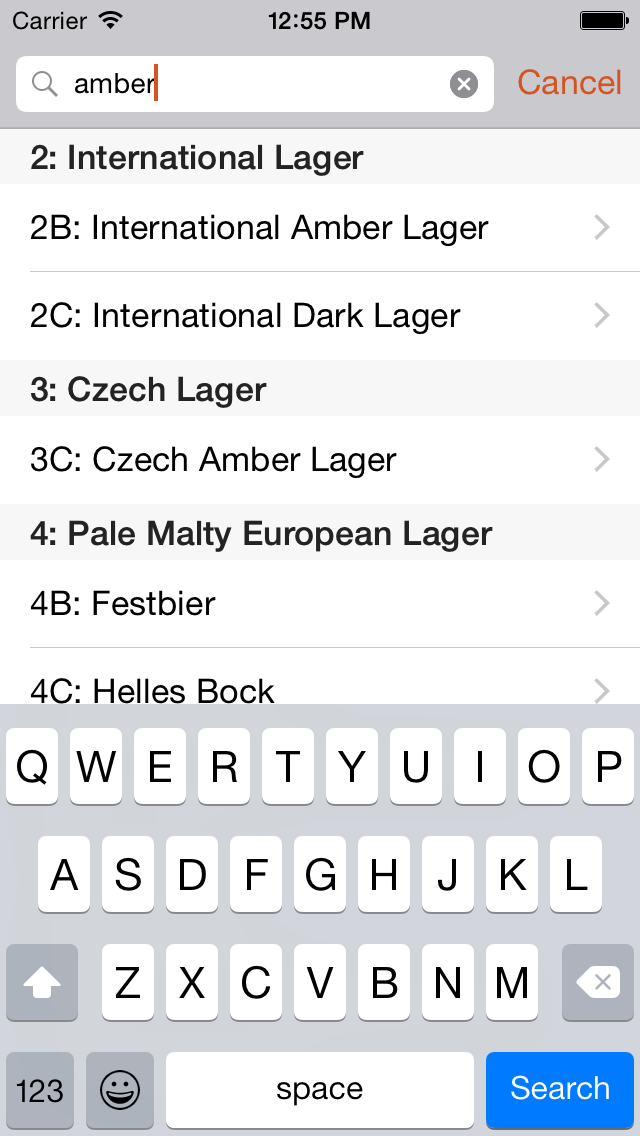 Carrier 12:55 PM
amber Cancel
2: International Lager
2B: International Amber Lager
2C: International Dark Lager
3: Czech Lager
3C: Czech Amber Lager
4: Pale Malty European Lager
4B: Festbier
4C: Helles Bock
Q W E R T Y U I O P
A S D F G H J K L
Z X C V B N M
123 space Search